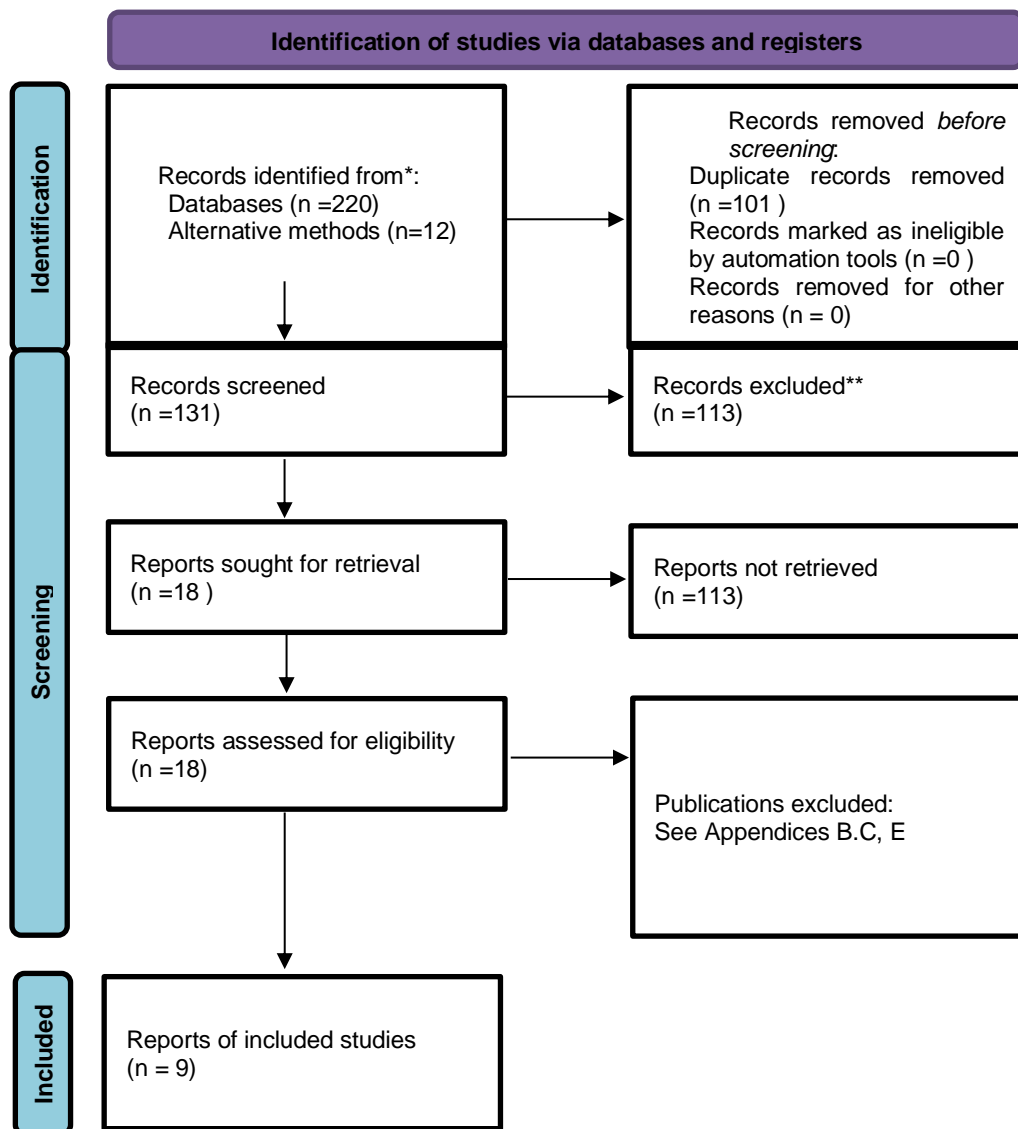 Identification of studies via databases and registers
Identification
Records identified from*:
Databases (n =220)
Alternative methods (n=12)
Records removed before
screening:
Duplicate records removed
(n =101 )
Records marked as ineligible
by automation tools (n =0 )
Records removed for other
reasons (n = 0)
Screening
Records screened
(n =131)
Records excluded**
(n =113)
Reports sought for retrieval
(n =18 )
Reports not retrieved
(n =113)
Reports assessed for eligibility
(n =18)
Publications excluded:
See Appendices B.C, E
Included
Reports of included studies
(n = 9)